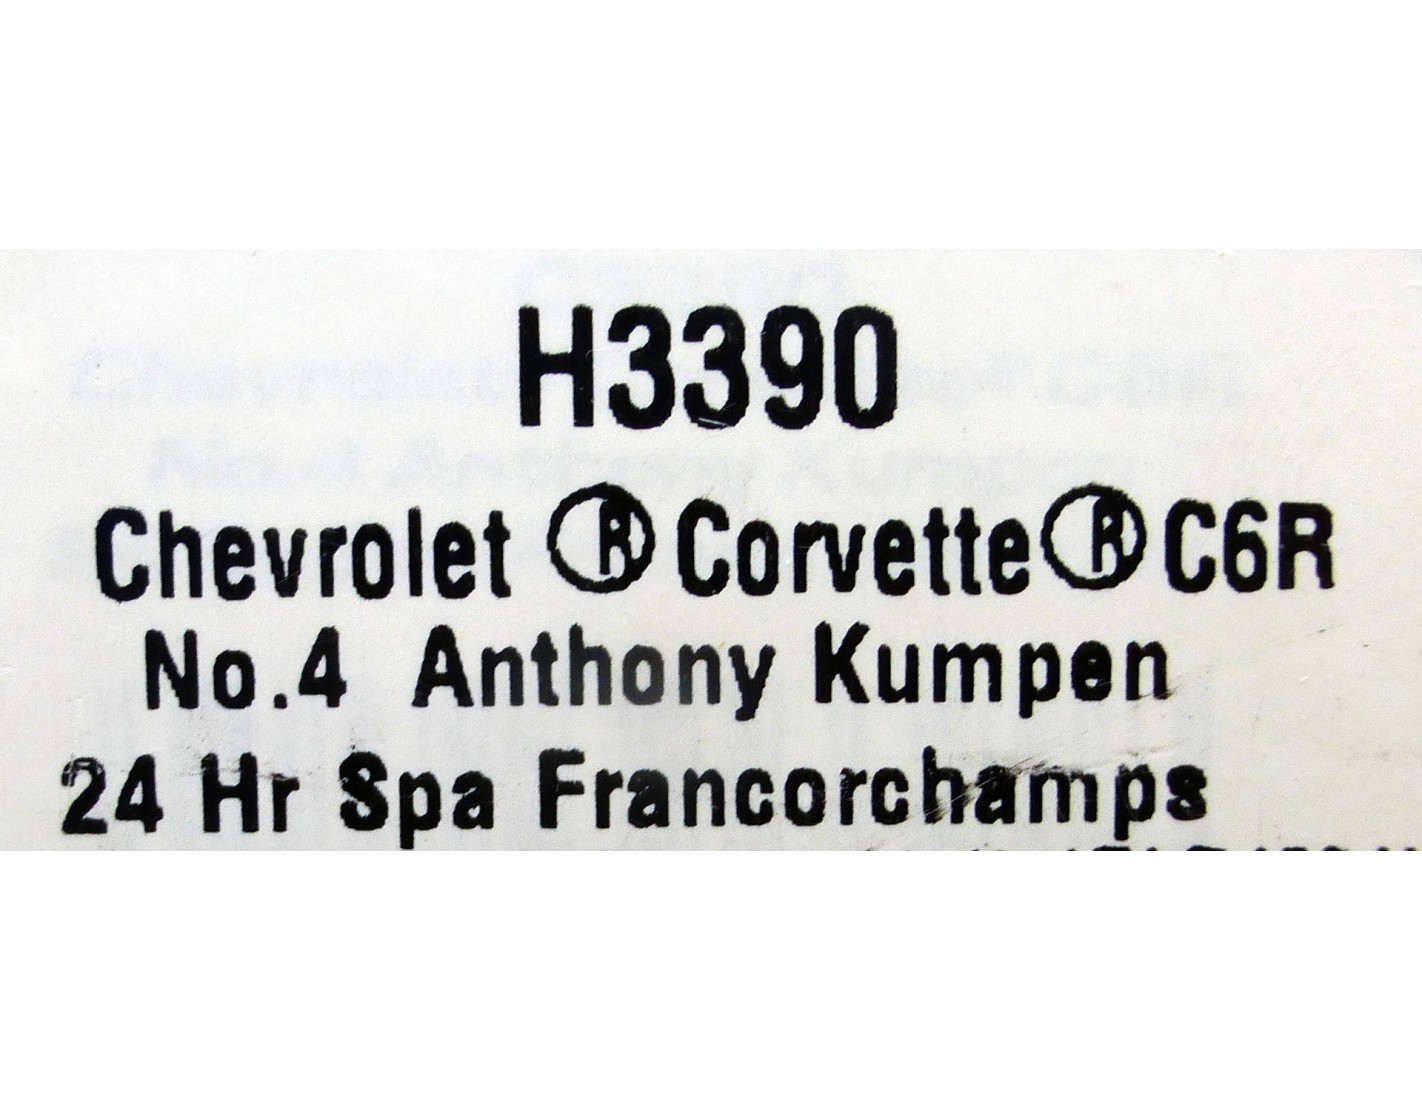 H3390
Chevrolet ® Corvette ® C6R
No.4 Anthony Kumpen
24 Hr Spa Francorchamps